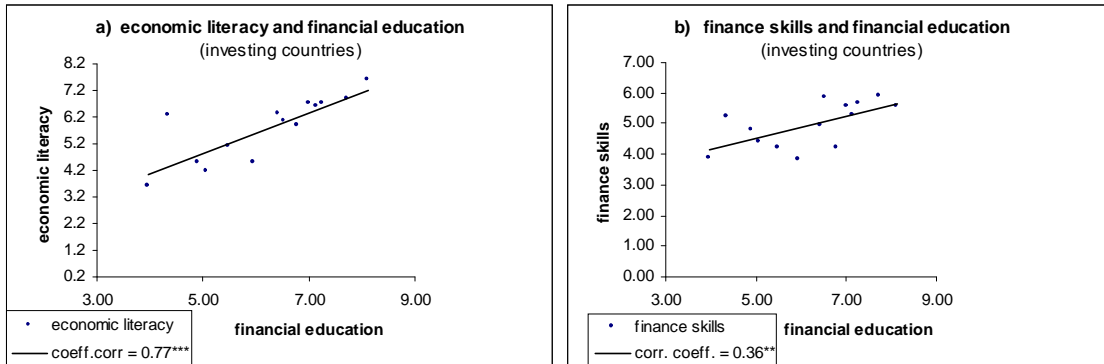 a) economic literacy and financial education
(investing countries)
8.2
7.2
6.2
5.2
4.2
3.2
2.2
1.2
0.2
economic literacy
3.00 5.00 7.00 9.00
financial education
economic literacy
coeff.corr = 0.77***
b) finance skills and financial education
(investing countries)
7.00
6.00
5.00
4.00
3.00
2.00
1.00
0.00
finance skills
3.00 5.00 7.00 9.00
financial education
finance skills
corr. coeff. = 0.36**